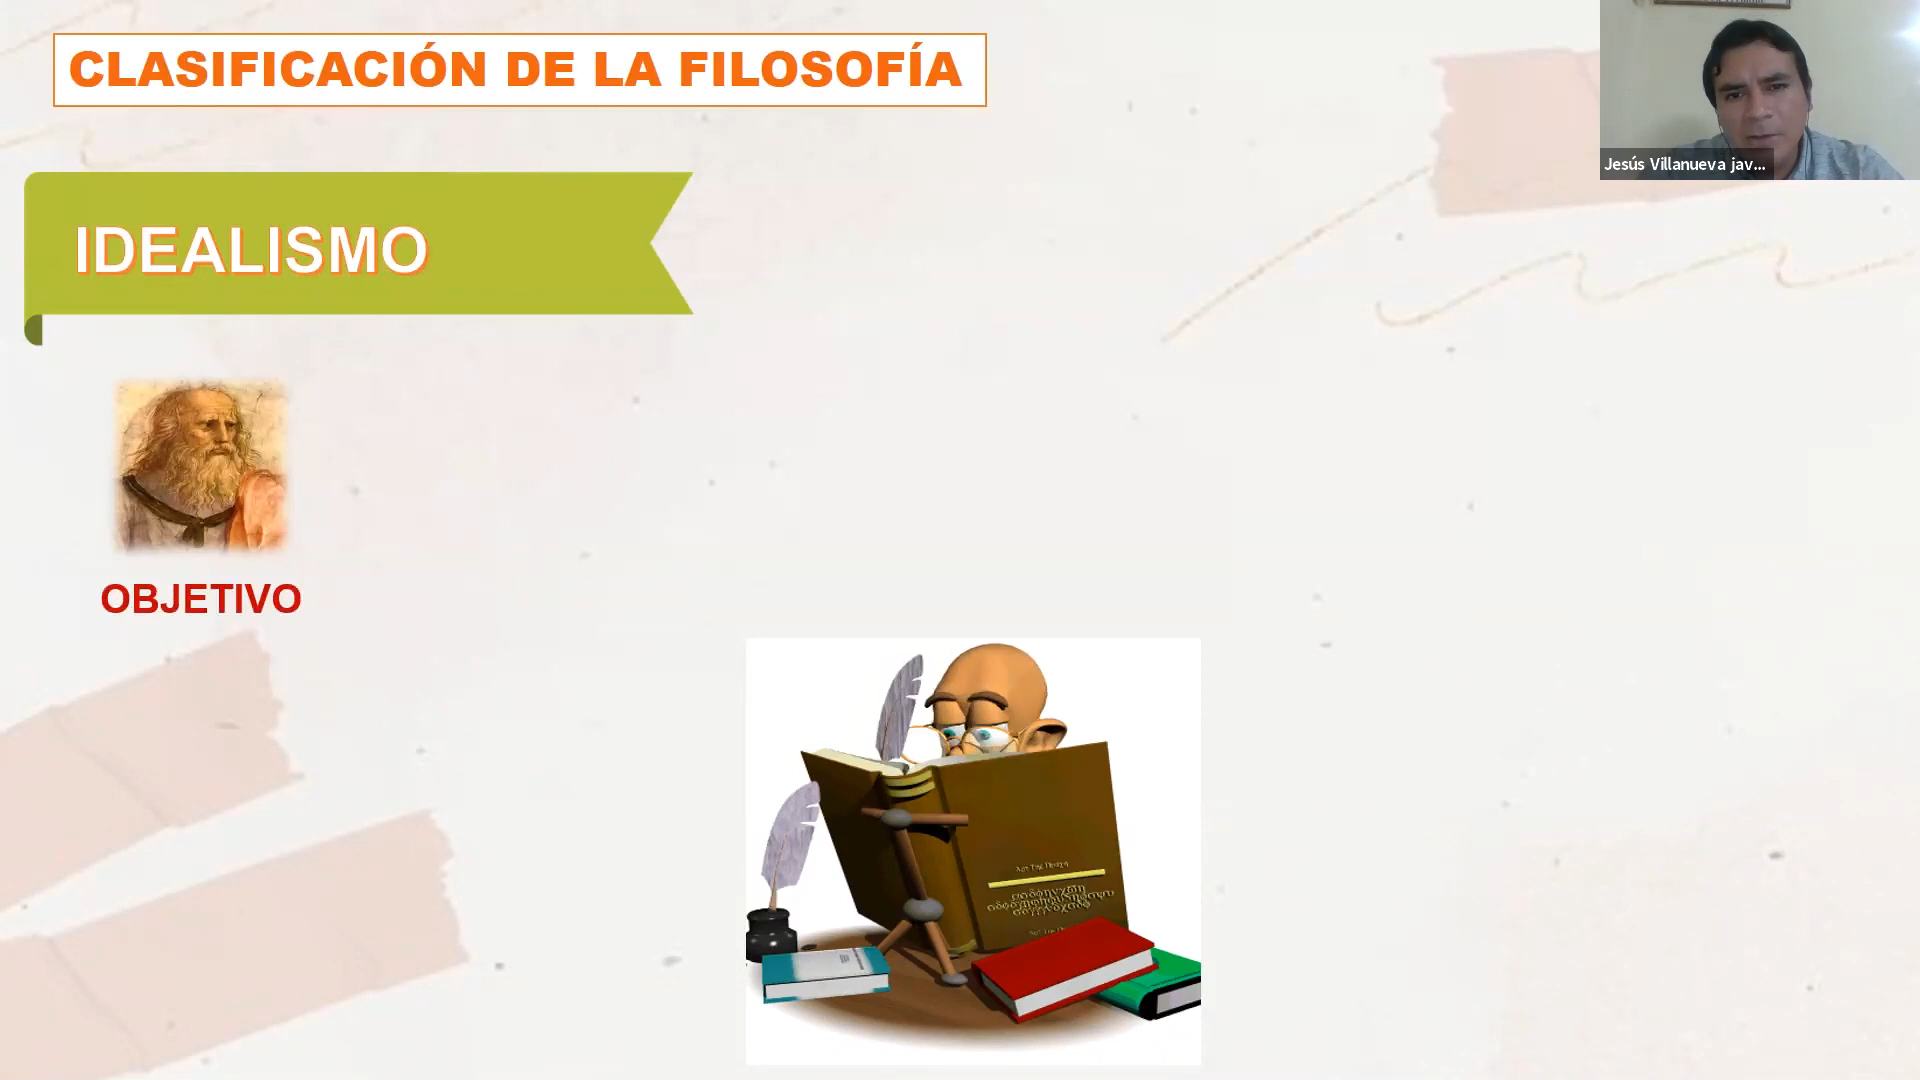 CLASIFICACIÓN DE LA FILOSOFÍA
Jesús Villanueva jav...
IDEALISMO
OBJETIVO